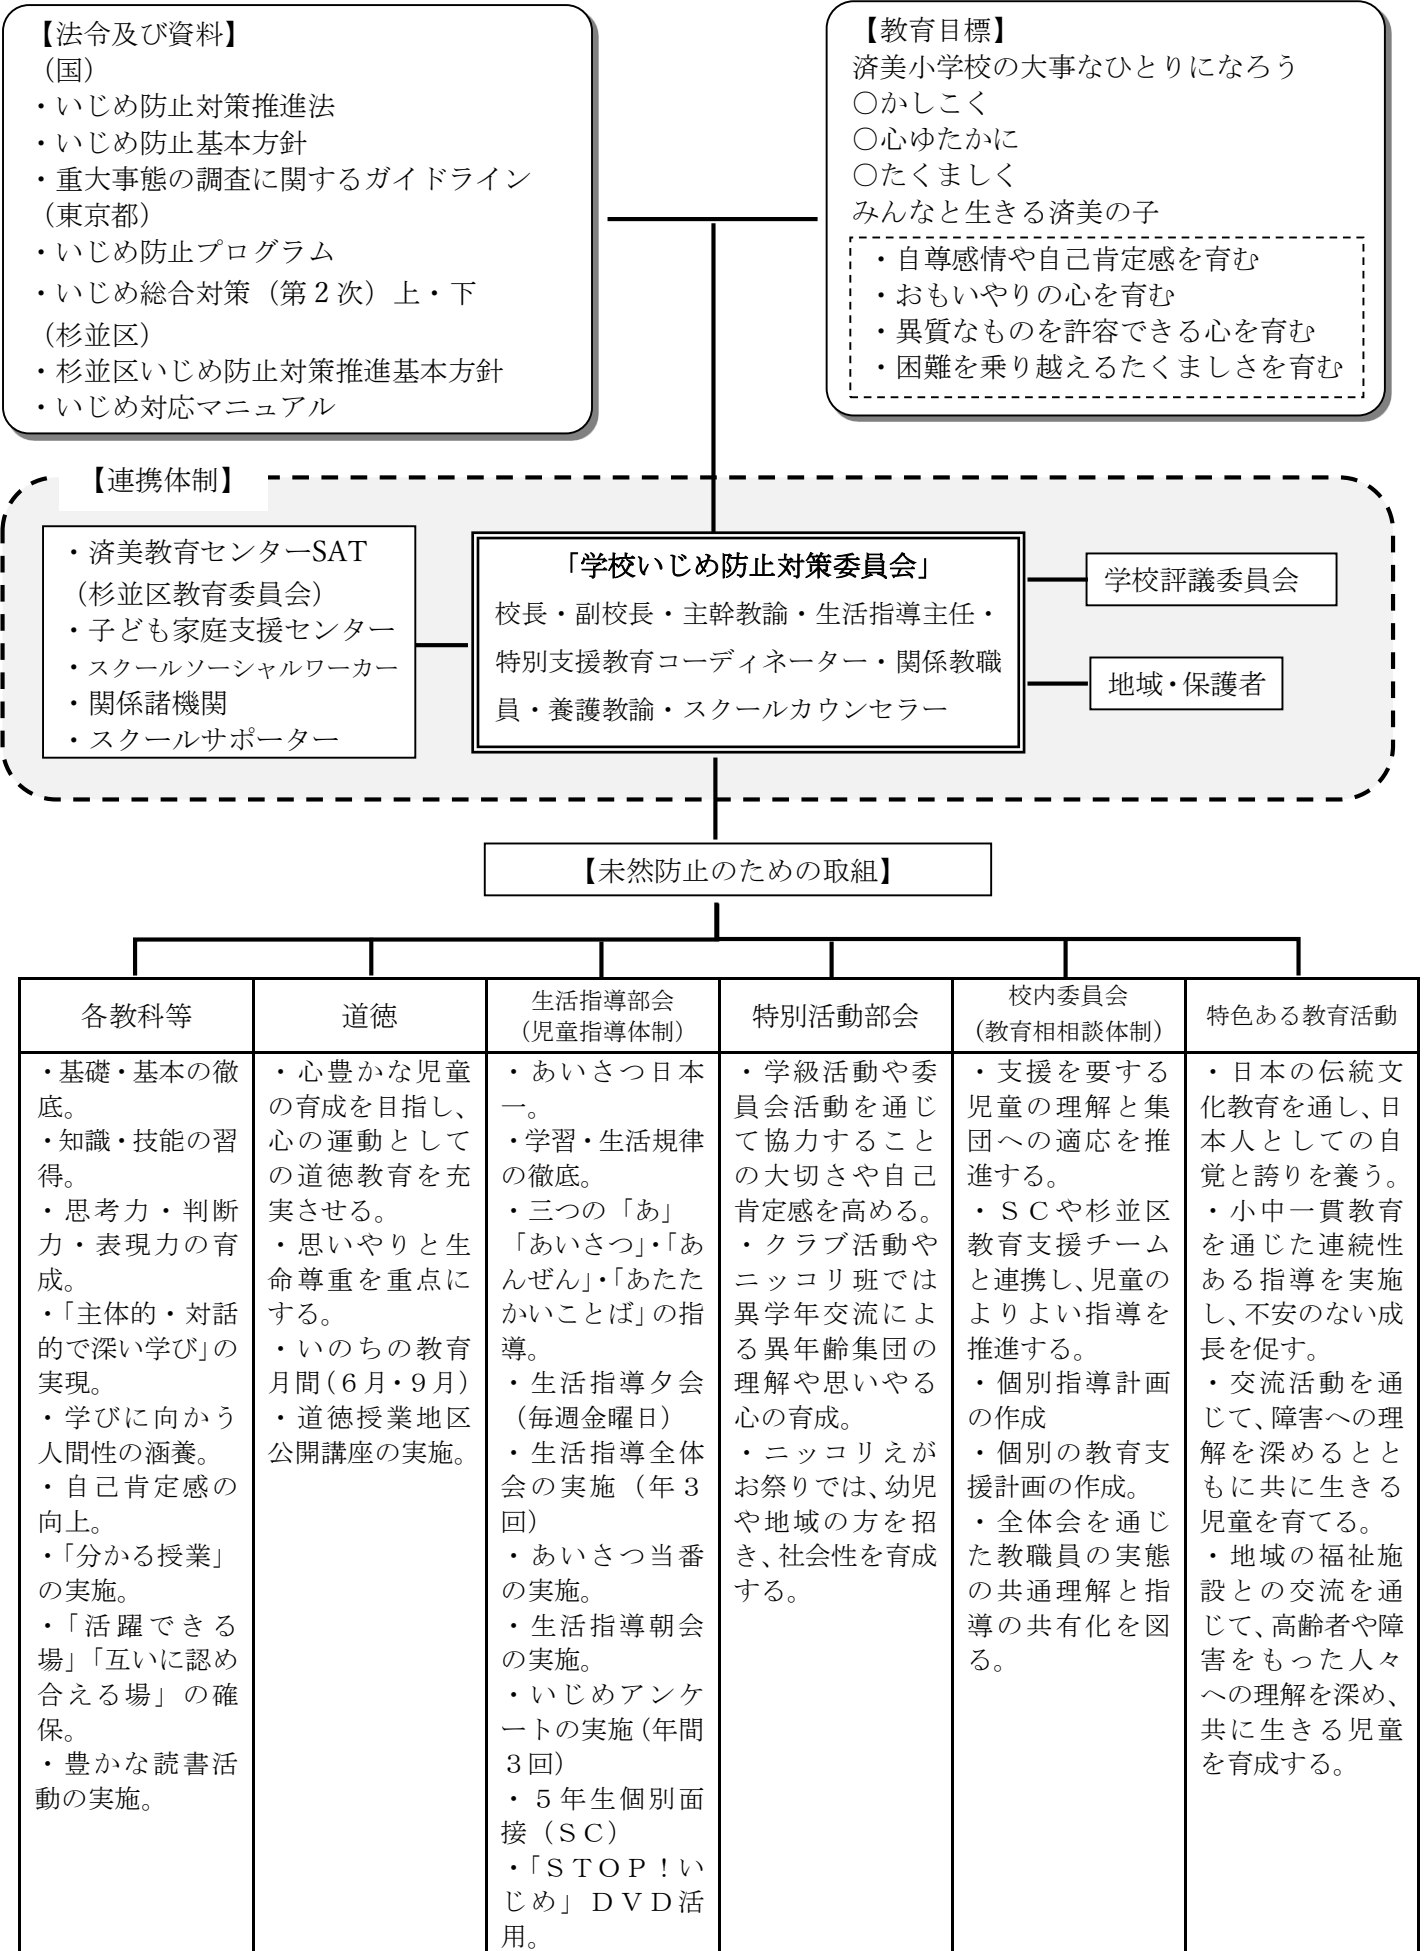 【法令及び資料】
（国）
・いじめ防止対策推進法
・いじめ防止基本方針
・重大事態の調査に関するガイドライン
（東京都）
・いじめ防止プログラム
・いじめ総合対策（第２次）上・下
（杉並区）
・杉並区いじめ防止対策推進基本方針
・いじめ対応マニュアル
【教育目標】
済美小学校の大事なひとりになろう
○かしこく
○心ゆたかに
○たくましく
みんなと生きる済美の子
・自尊感情や自己肯定感を育む
・おもいやりの心を育む
・異質なものを許容できる心を育む
・困難を乗り越えるたくましさを育む
【連携体制】
・済美教育センターSAT
（杉並区教育委員会）
・子ども家庭支援センター
・スクールソーシャルワーカー
・関係諸機関
・スクールサポーター
「学校いじめ防止対策委員会」
校長・副校長・主幹教諭・生活指導主任・
特別支援教育コーディネーター・関係教職
員・養護教諭・スクールカウンセラー
学校評議委員会
地域・保護者
【未然防止のための取組】
各教科等
・基礎・基本の徹
底。
・知識・技能の習
得。
・思考力・判断
力・表現力の育
成。
・「主体的・対話
的で深い学び」の
実現。
・学びに向かう
人間性の涵養。
・自己肯定感の
向上。
・「分かる授業」
の実施。
・「活躍できる
場」「互いに認め
合える場」の確
保。
・豊かな読書活
動の実施。
道徳
・心豊かな児童
の育成を目指し、
心の運動として
の道徳教育を充
実させる。
・思いやりと生
命尊重を重点に
する。
・いのちの教育
月間（６月・９月）
・道徳授業地区
公開講座の実施。
生活指導部会
（児童指導体制）
・あいさつ日本
一。
・学習・生活規律
の徹底。
・三つの「あ」
「あいさつ」・「あ
んぜん」・「あたた
かいことば」の指
導。
・生活指導夕会
（毎週金曜日）
・生活指導全体
会の実施（年３
回）
・あいさつ当番
の実施。
・生活指導朝会
の実施。
・いじめアンケ
ートの実施（年間
３回）
・５年生個別面
接（ＳＣ）
・「ＳＴＯＰ！い
じめ」ＤＶＤ活
用。
特別活動部会
・学級活動や委
員会活動を通じ
て協力すること
の大切さや自己
肯定感を高める。
・クラブ活動や
ニッコリ班では
異学年交流によ
る異年齢集団の
理解や思いやる
心の育成。
・ニッコリえが
お祭りでは、幼児
や地域の方を招
き、社会性を育成
する。
校内委員会
（教育相相談体制）
・支援を要する
児童の理解と集
団への適応を推
進する。
・ＳＣや杉並区
教育支援チーム
と連携し、児童の
よりよい指導を
推進する。
・個別指導計画
の作成
・個別の教育支
援計画の作成。
・全体会を通じ
た教職員の実態
の共通理解と指
導の共有化を図
る。
特色ある教育活動
・日本の伝統文
化教育を通し、日
本人としての自
覚と誇りを養う。
・小中一貫教育
を通じた連続性
ある指導を実施
し、不安のない成
長を促す。
・交流活動を通
じて、障害への理
解を深めるとと
もに共に生きる
児童を育てる。
・地域の福祉施
設との交流を通
じて、高齢者や障
害をもった人々
への理解を深め、
共に生きる児童
を育成する。